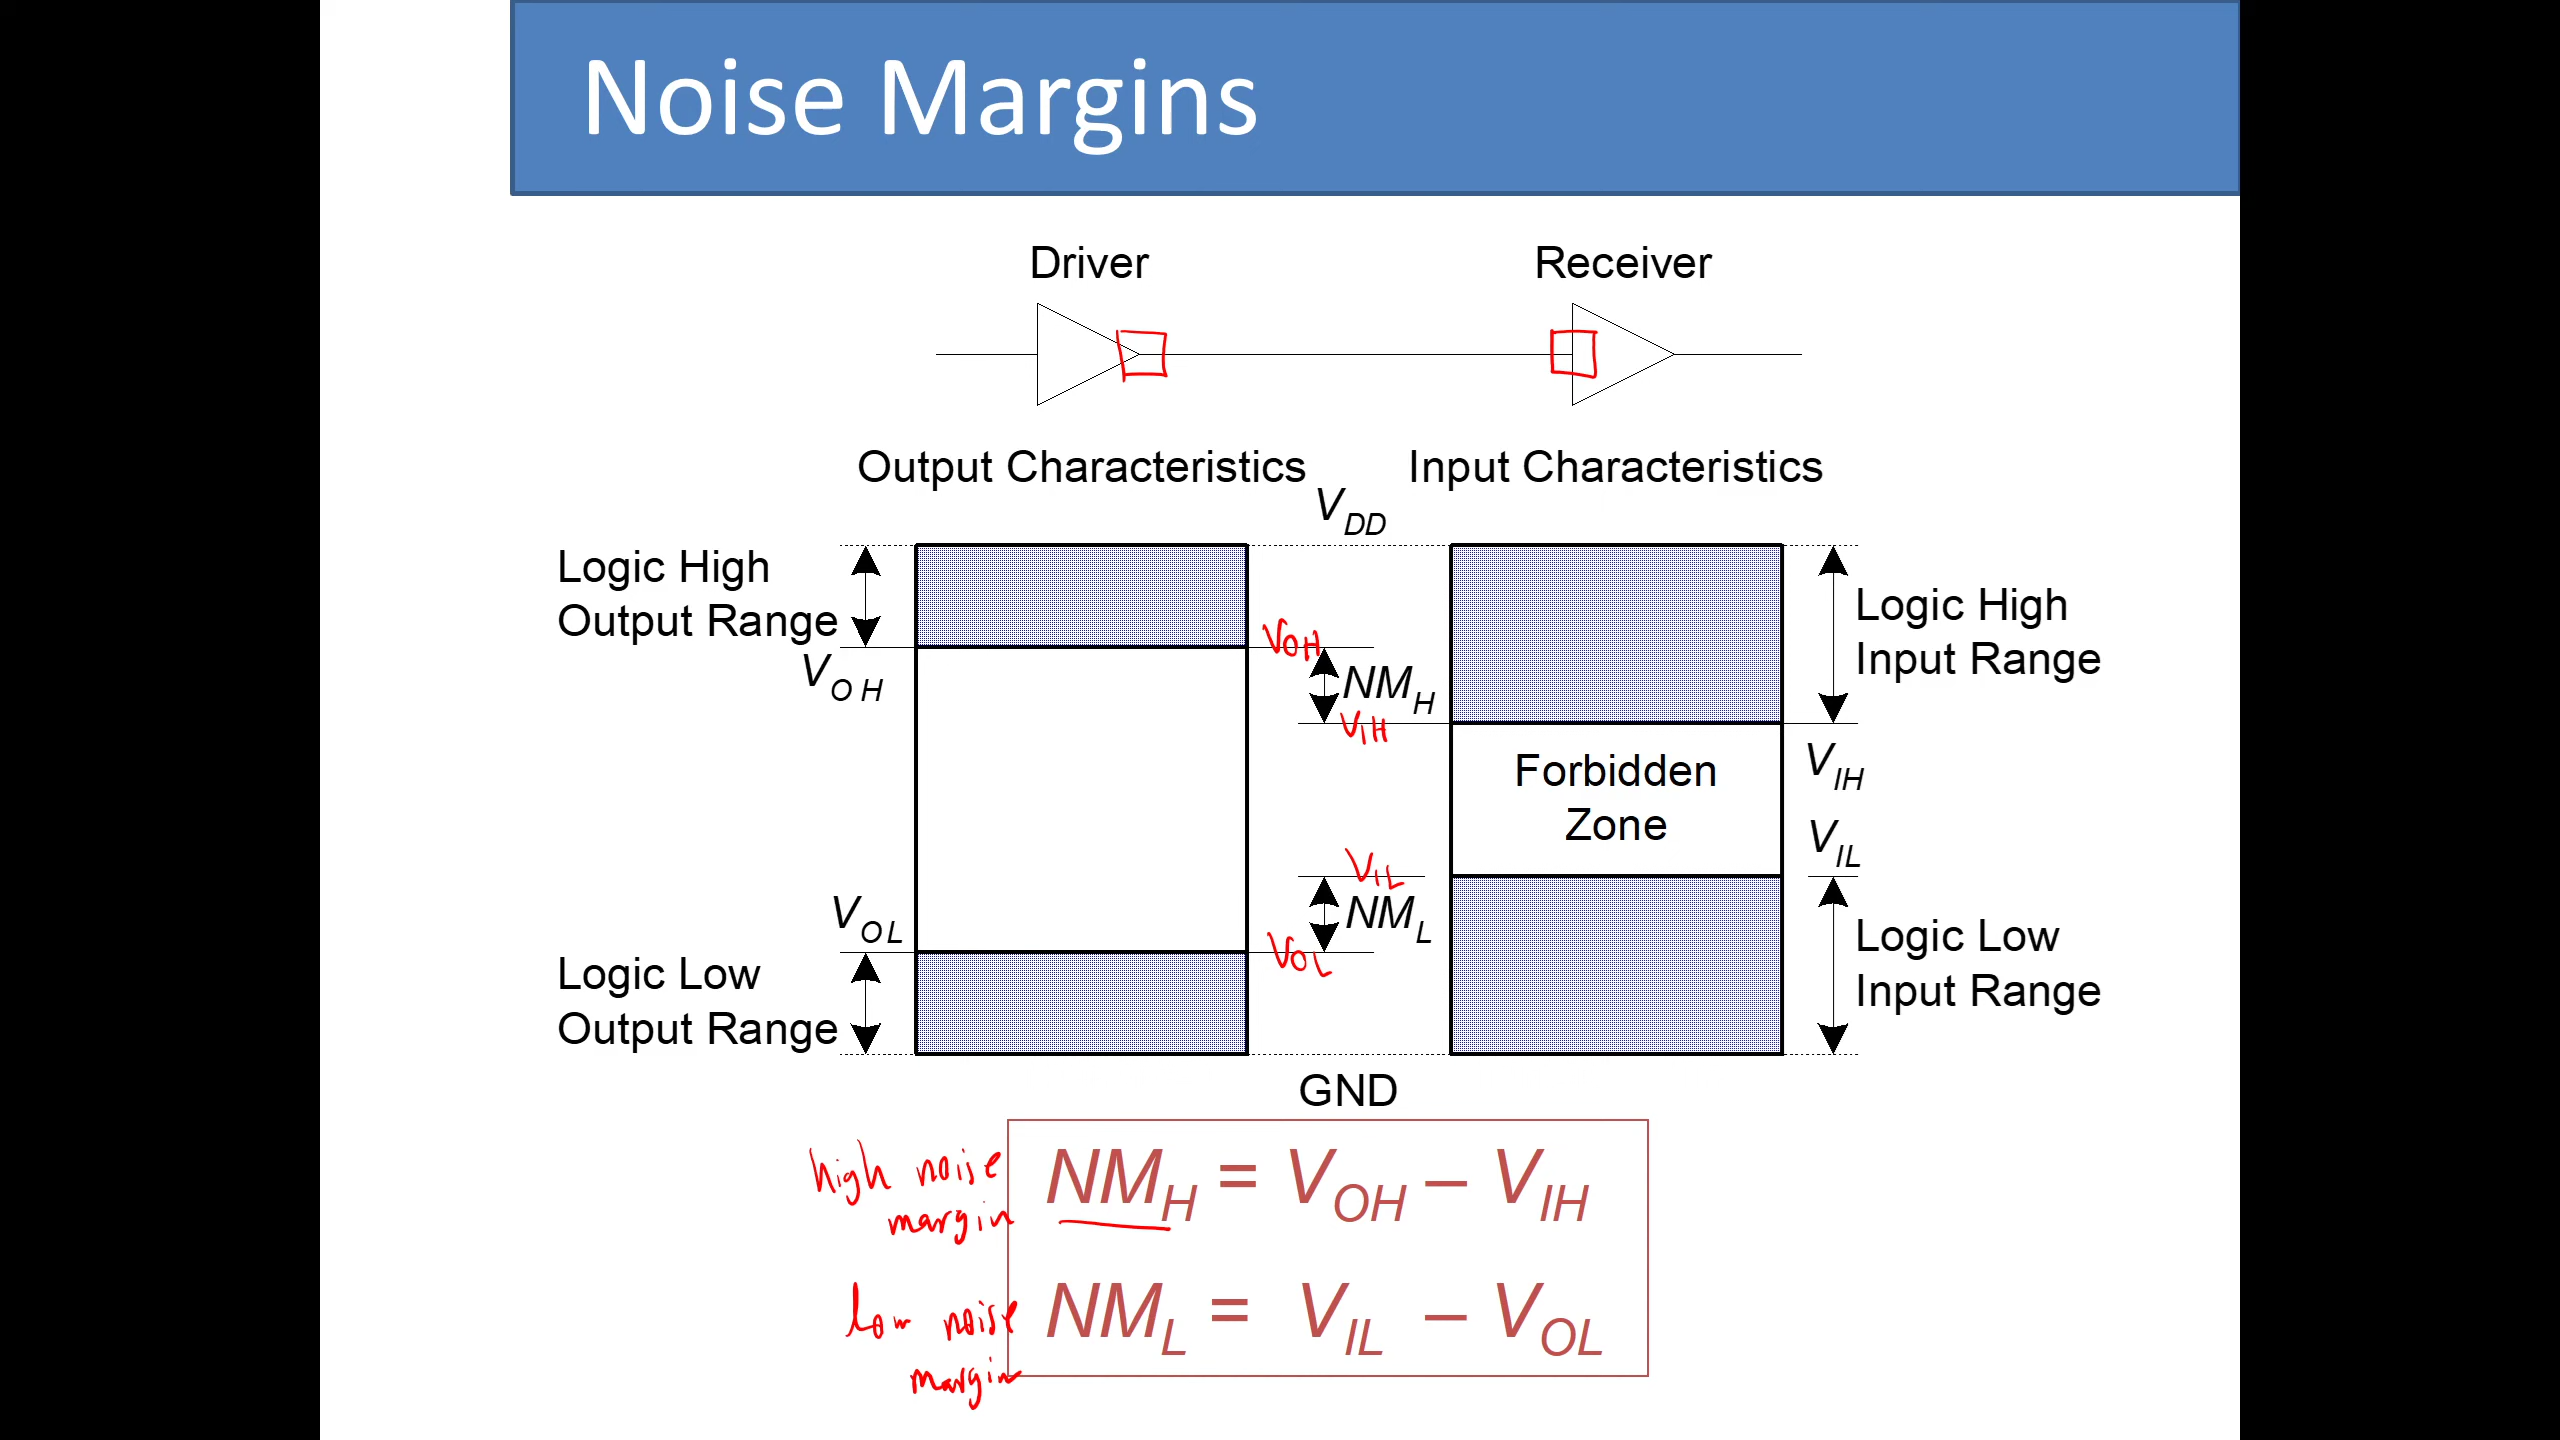 Noise Margins
Driver
Receiver
Output Characteristics
Input Characteristics
VDD
Logic High
Output Range
VOH
VOH
NMH
VIH
Logic High
Input Range
Forbidden
Zone
VIH
VIL
VIL
NML
VOL
VOL
Logic Low
Output Range
Logic Low
Input Range
GND
high noise
margin
NMH = VOH – VIH
low noise
margin
NML = VIL – VOL